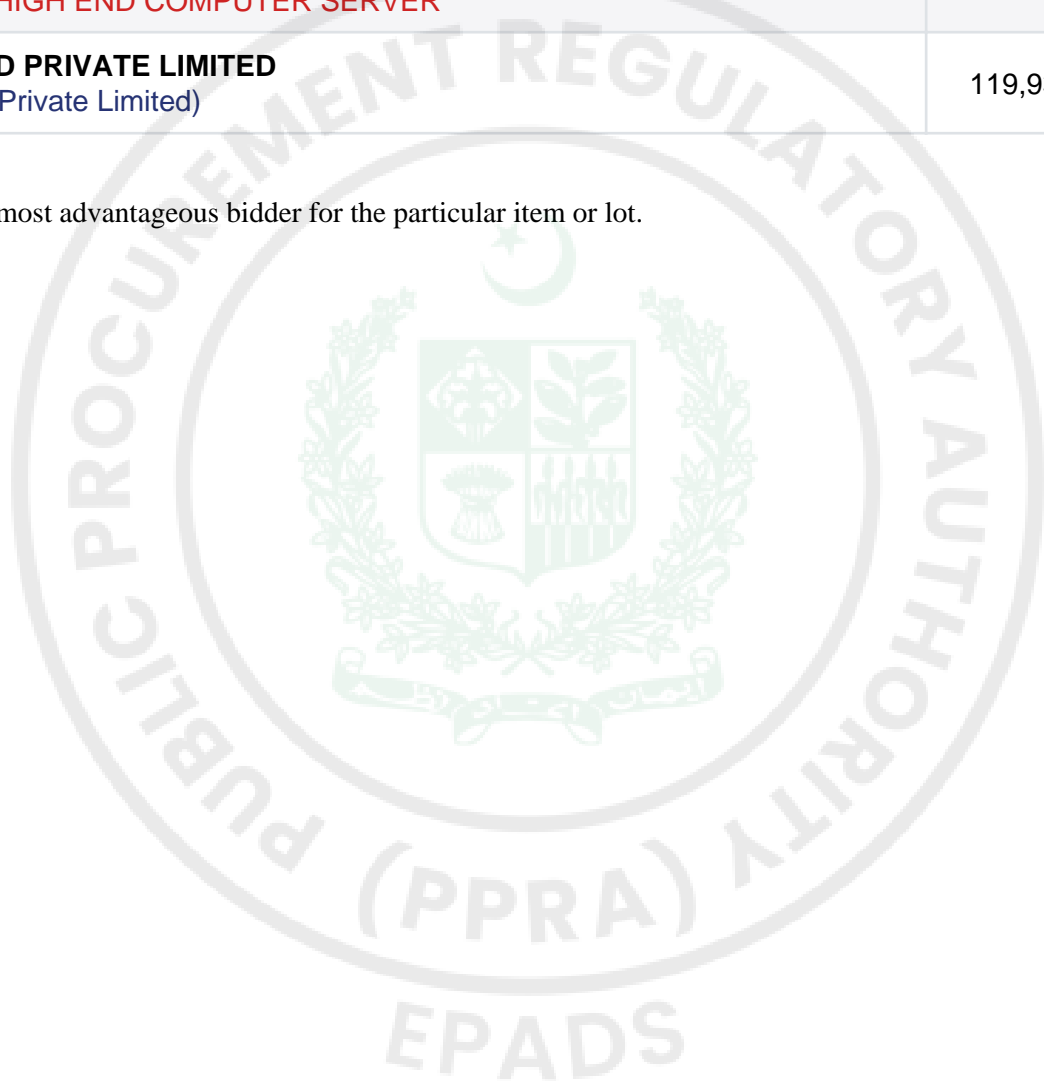 HIGH END COMPUTER SERVER
D PRIVATE LIMITED
Private Limited)
119,9
most advantageous bidder for the particular item or lot.
PUBLIC PROCUREMENT REGULATORY AUTHORITY
(PPRA)
EPADS